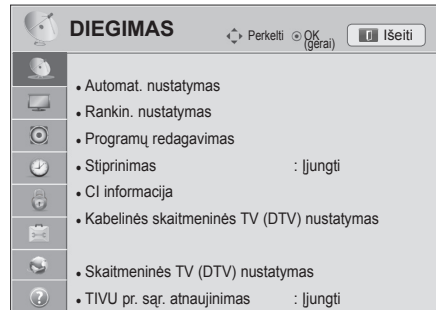 DIEGIMAS
Perkelti
OK (gerai)
Išeiti
• Automat. nustatymas
• Rankin. nustatymas
• Programų redagavimas
• Stiprinimas : Įjungti
• CI informacija
• Kabelinės skaitmeninės TV (DTV) nustatymas
• Skaitmeninės TV (DTV) nustatymas
• TIVU pr. sąr. atnaujinimas : Įjungti